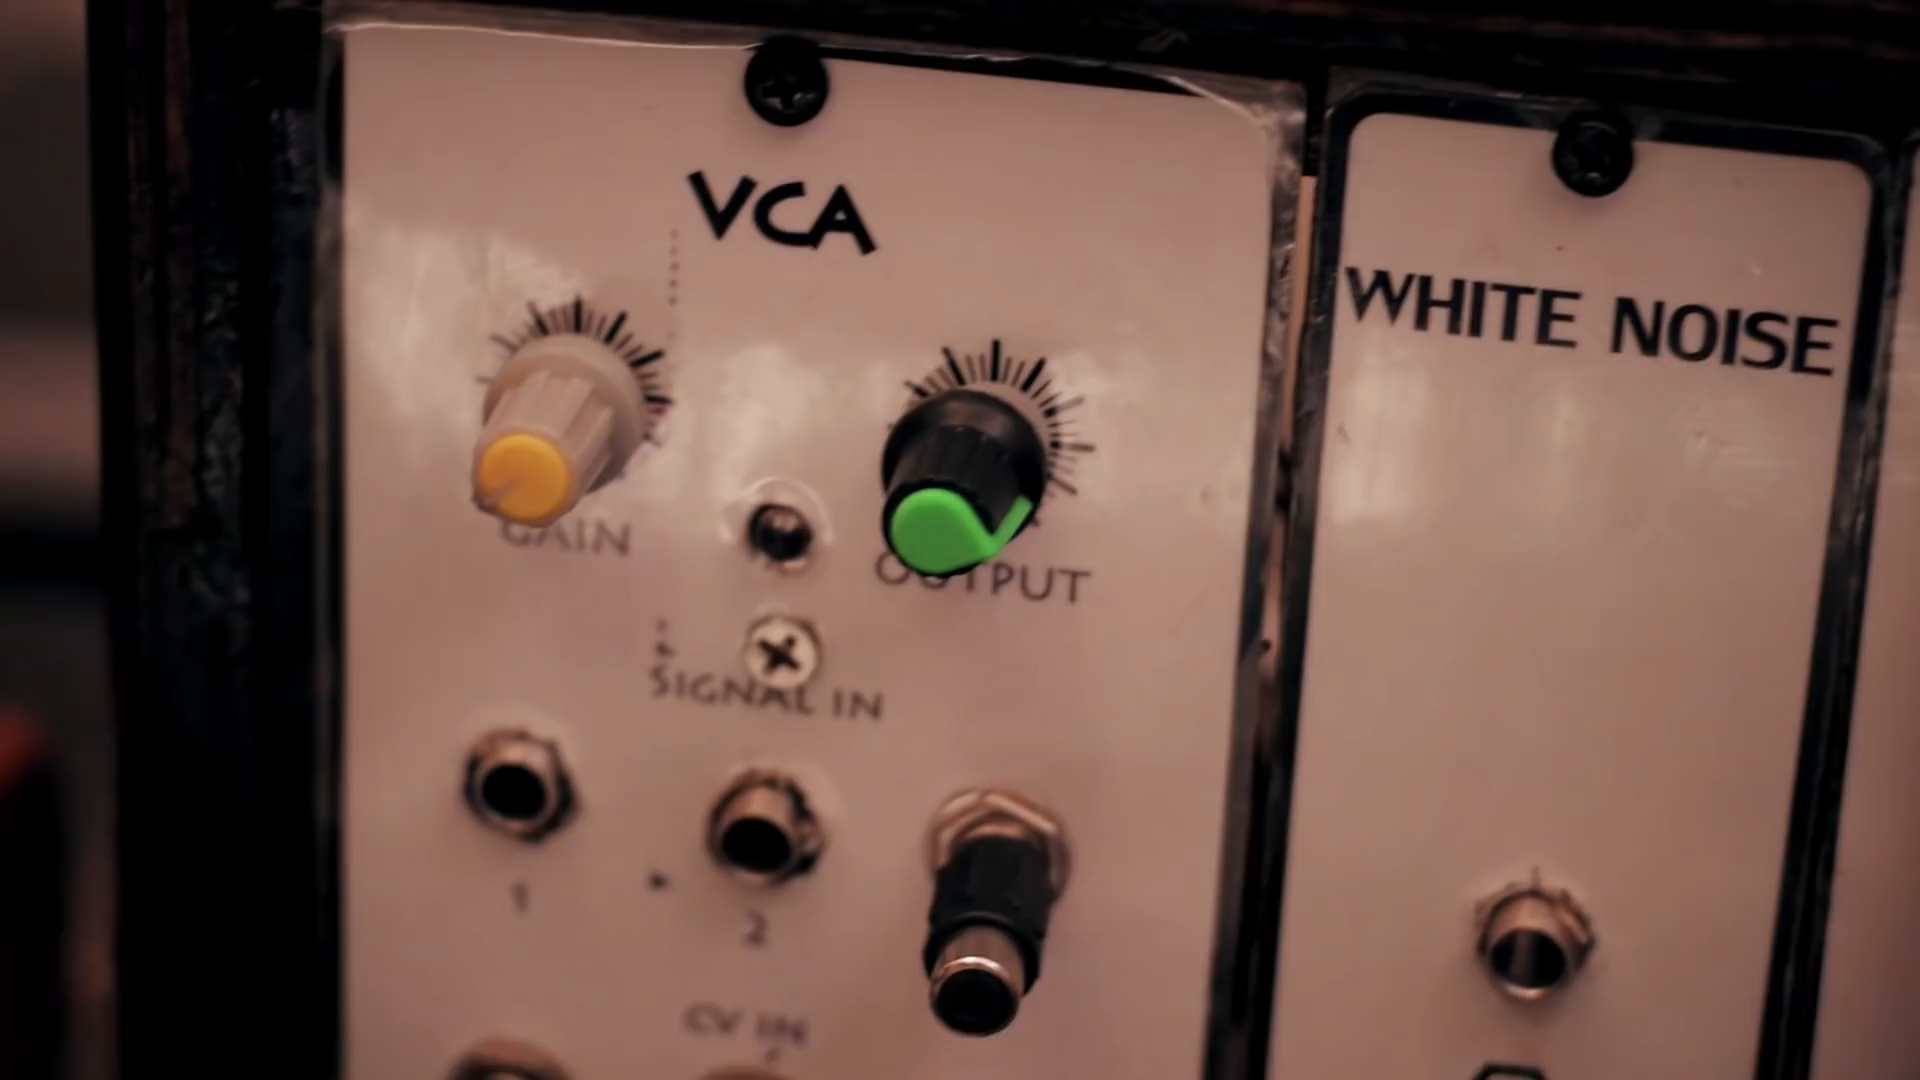 VCA
WHITE NOISE
GAIN
OUTPUT
SIGNAL IN
1
2
CV IN